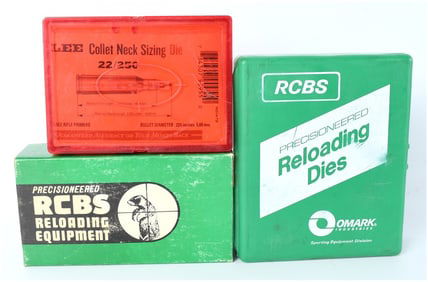 LEE Collet Neck Sizing Die
22/250
PRECISIONEERED
RCBS
RELOADING
EQUIPMENT
RCBS
PRECISIONEERED
Reloading
Dies
OMARK
INDUSTRIES
Sporting Equipment Division